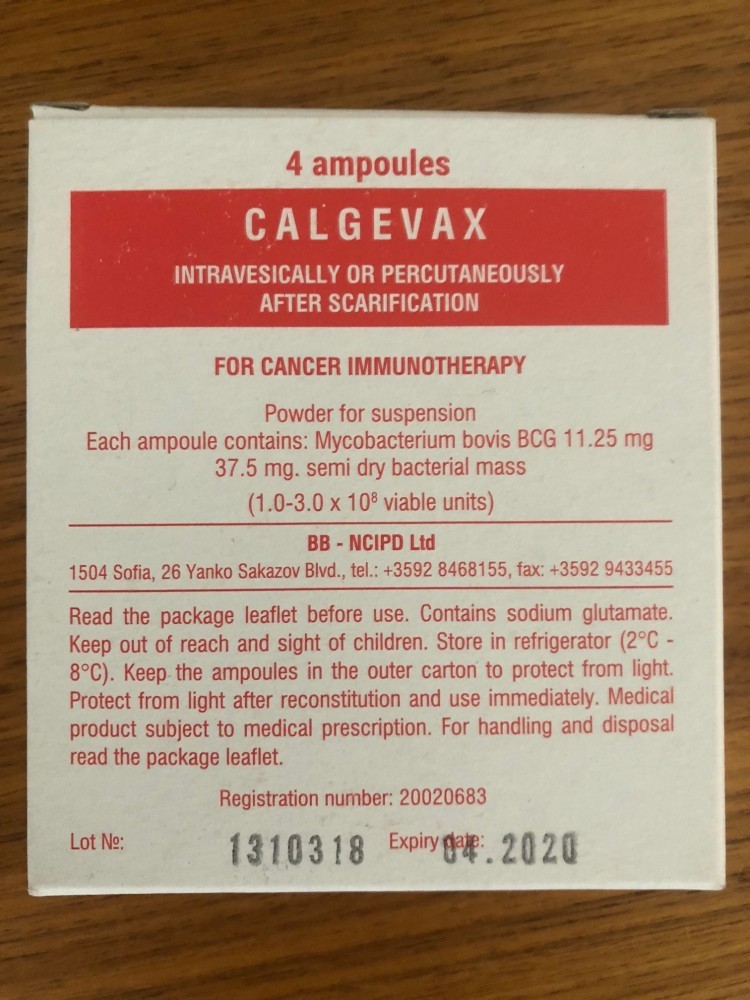 4 ampoules
CALGEVAX
INTRAVESICALLY OR PERCUTANEOUSLY
AFTER SCARIFICATION
FOR CANCER IMMUNOTHERAPY
Powder for suspension
Each ampoule contains: Mycobacterium bovis BCG 11.25 mg
37.5 mg. semi dry bacterial mass
(1.0-3.0 x 10⁸ viable units)
BB - NCIPD Ltd
1504 Sofia, 26 Yanko Sakazov Blvd., tel.: +3592 8468155, fax: +3592 9433455
Read the package leaflet before use. Contains sodium glutamate.
Keep out of reach and sight of children. Store in refrigerator (2°C -
8°C). Keep the ampoules in the outer carton to protect from light.
Protect from light after reconstitution and use immediately. Medical
product subject to medical prescription. For handling and disposal
read the package leaflet.
Registration number: 20020683
Lot №: 1310318 Expiry date: 04.2020